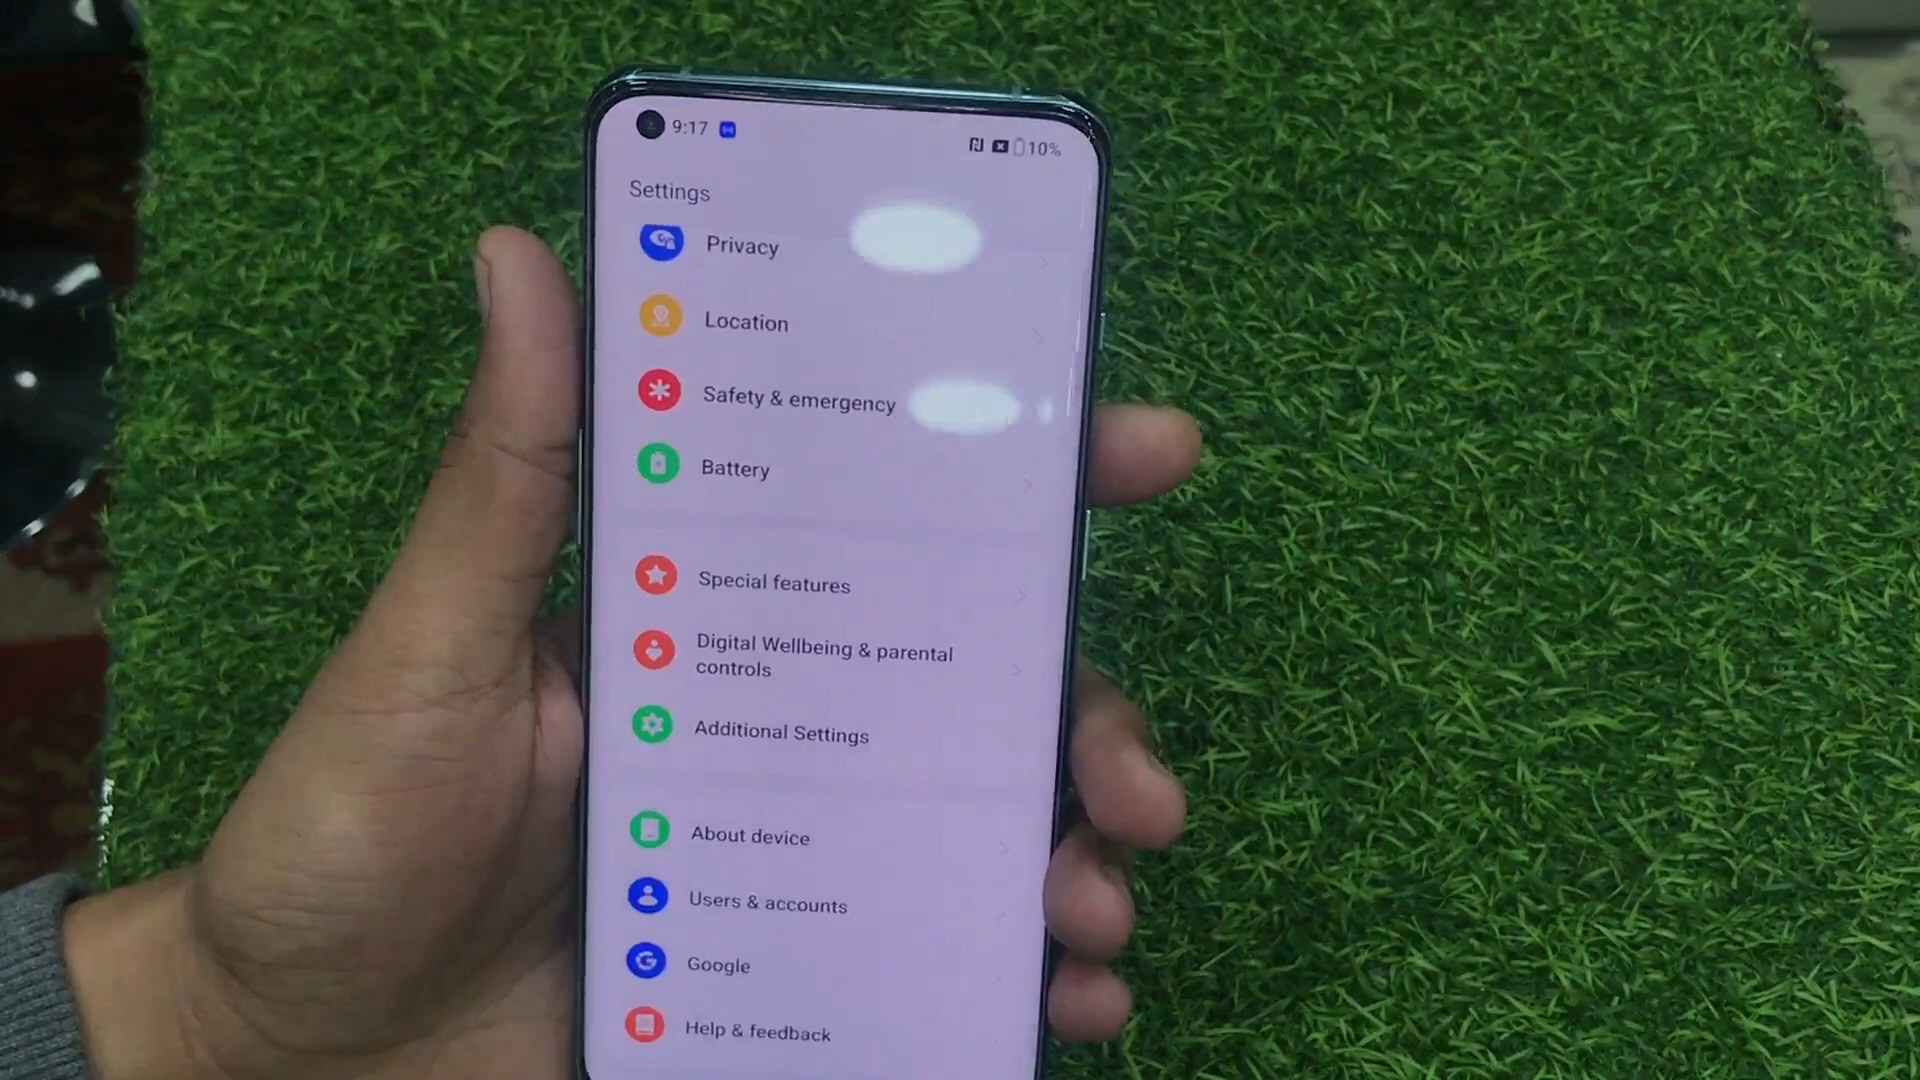 9:17
10%
Settings
Privacy
Location
Safety & emergency
Battery
Special features
Digital Wellbeing & parental
controls
Additional Settings
About device
Users & accounts
Google
Help & feedback